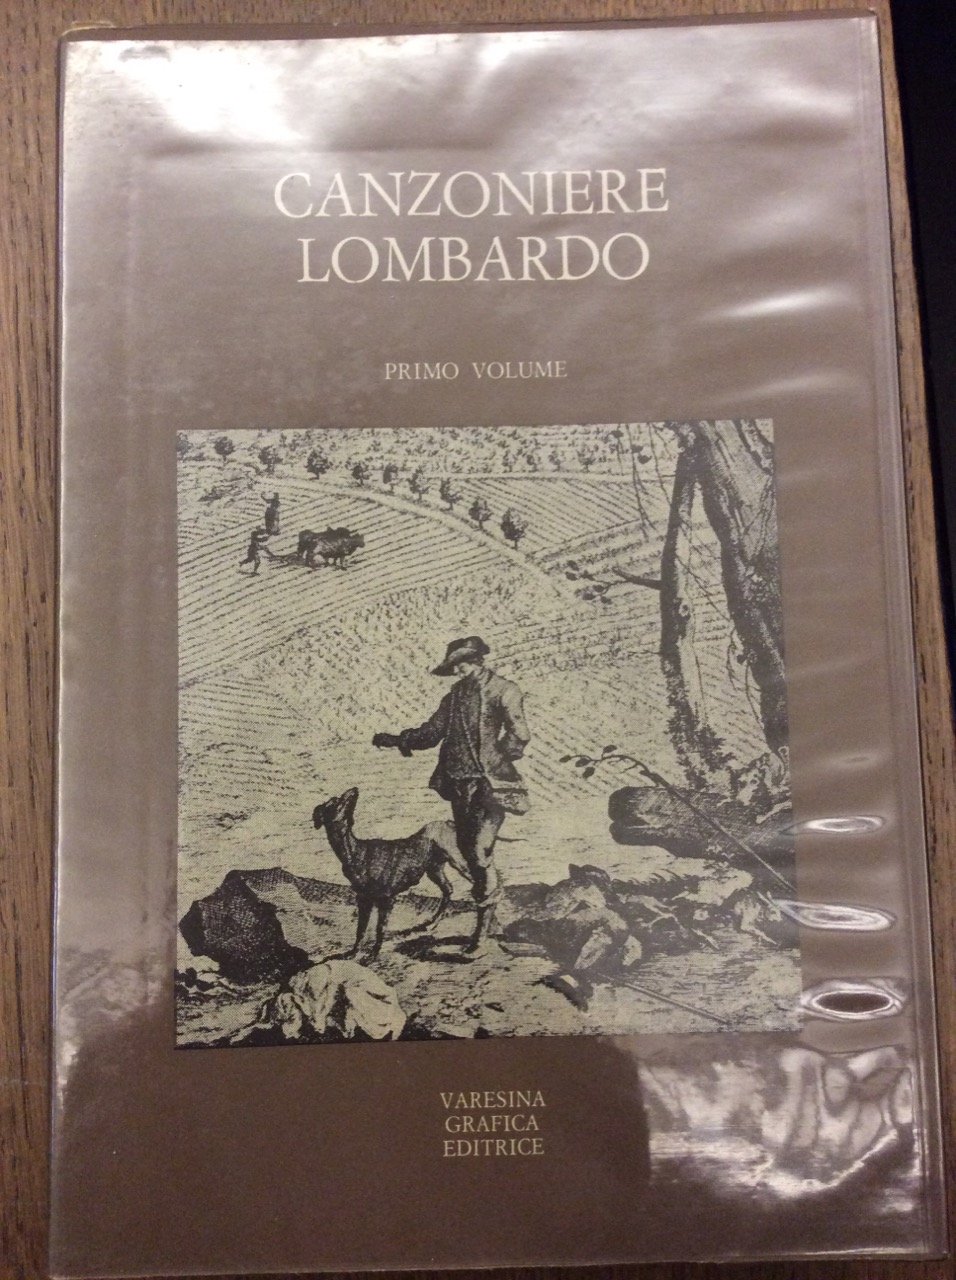 CANZONIERE
LOMBARDO
PRIMO VOLUME
VARESINA
GRAFICA
EDITRICE